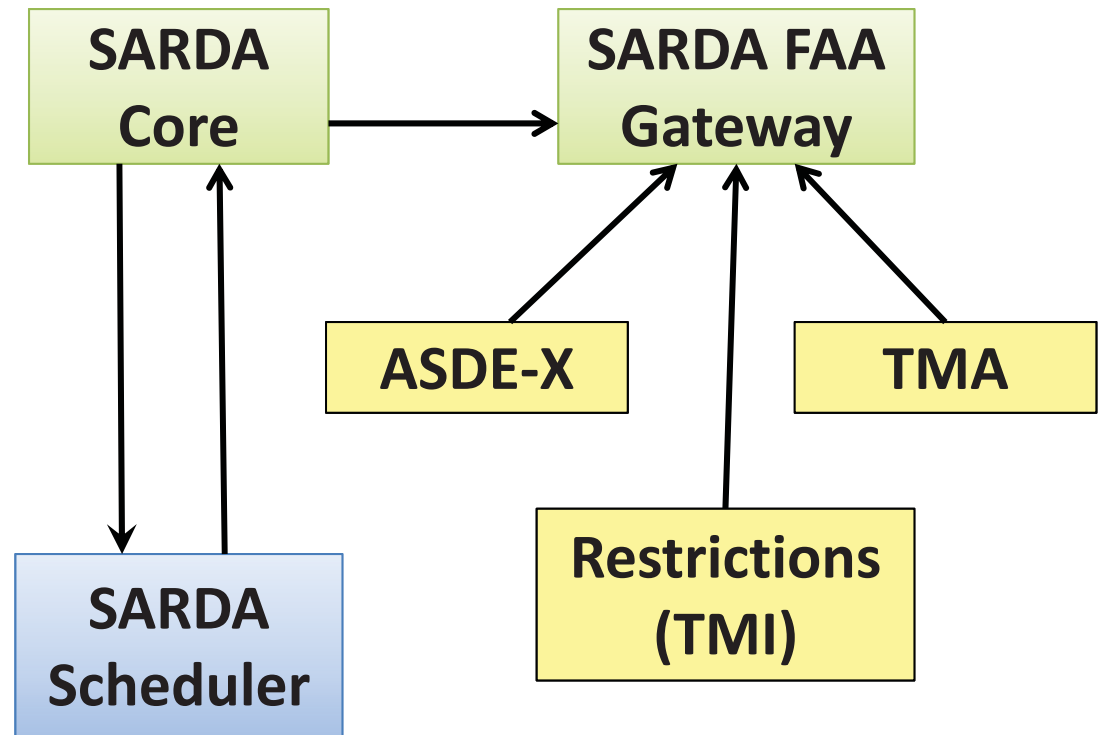 SARDA
Core
SARDA FAA
Gateway
ASDE-X
TMA
Restrictions
(TMI)
SARDA
Scheduler